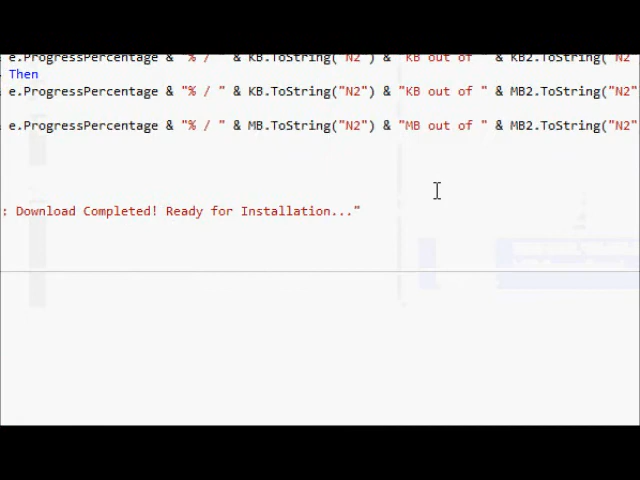 e.ProgressPercentage & "% / " & KB.ToString("N2") & "KB out of " & KB2.ToString("N2"
Then
e.ProgressPercentage & "% / " & KB.ToString("N2") & "KB out of " & MB2.ToString("N2"
e.ProgressPercentage & "% / " & MB.ToString("N2") & "MB out of " & MB2.ToString("N2"
: Download Completed! Ready for Installation..."